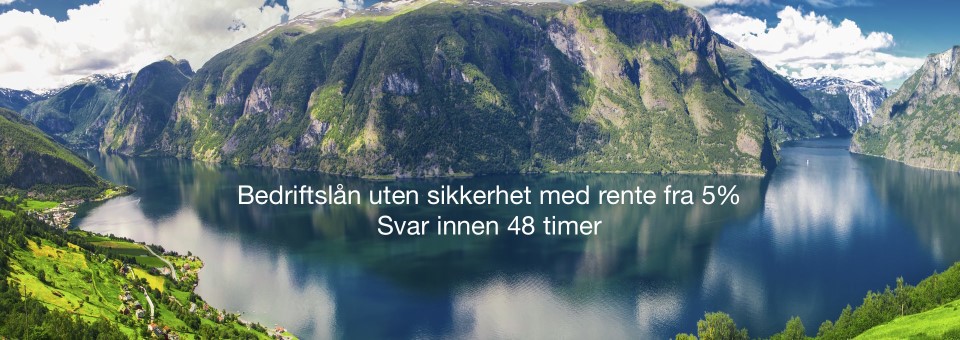 Bedriftslån uten sikkerhet med rente fra 5%
Svar innen 48 timer